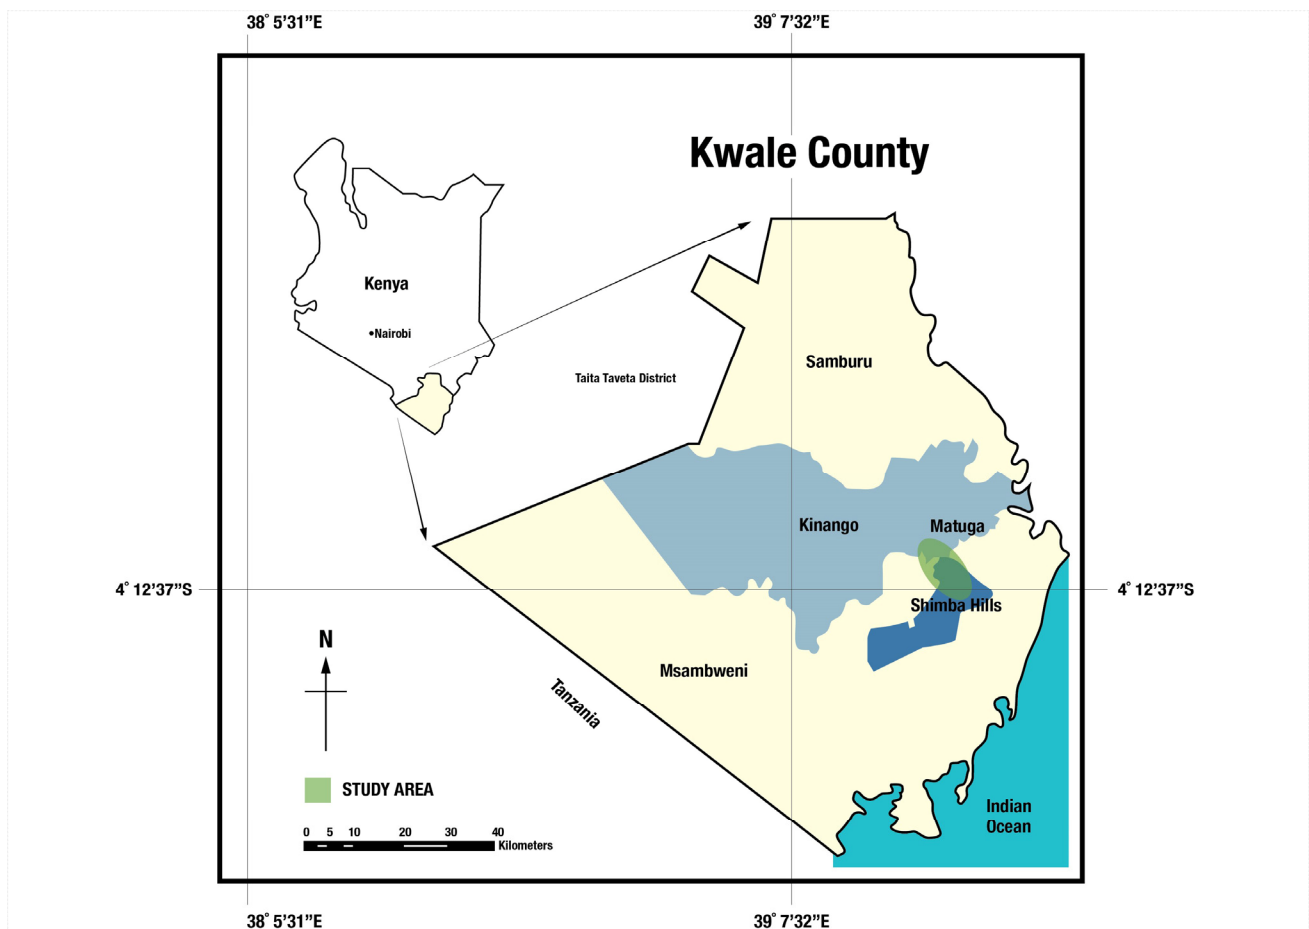 38° 5’31”E
39° 7’32”E
Kwale County
Kenya
•Nairobi
Samburu
Taita Taveta District
Kinango
Matuga
4° 12’37”S
4° 12’37”S
Shimba Hills
N
Msambweni
Tanzania
STUDY AREA
Indian
Ocean
0 5 10 20 30 40
Kilometers
38° 5’31”E
39° 7’32”E